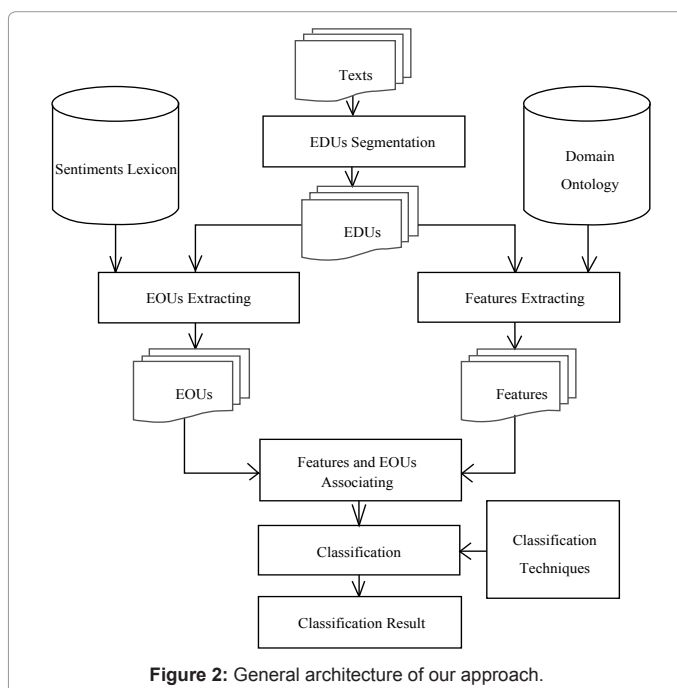 Texts
EDUs Segmentation
Sentiments Lexicon
Domain
Ontology
EDUs
EOUs Extracting
Features Extracting
EOUs
Features
Features and EOUs
Associating
Classification
Classification
Techniques
Classification Result
Figure 2: General architecture of our approach.